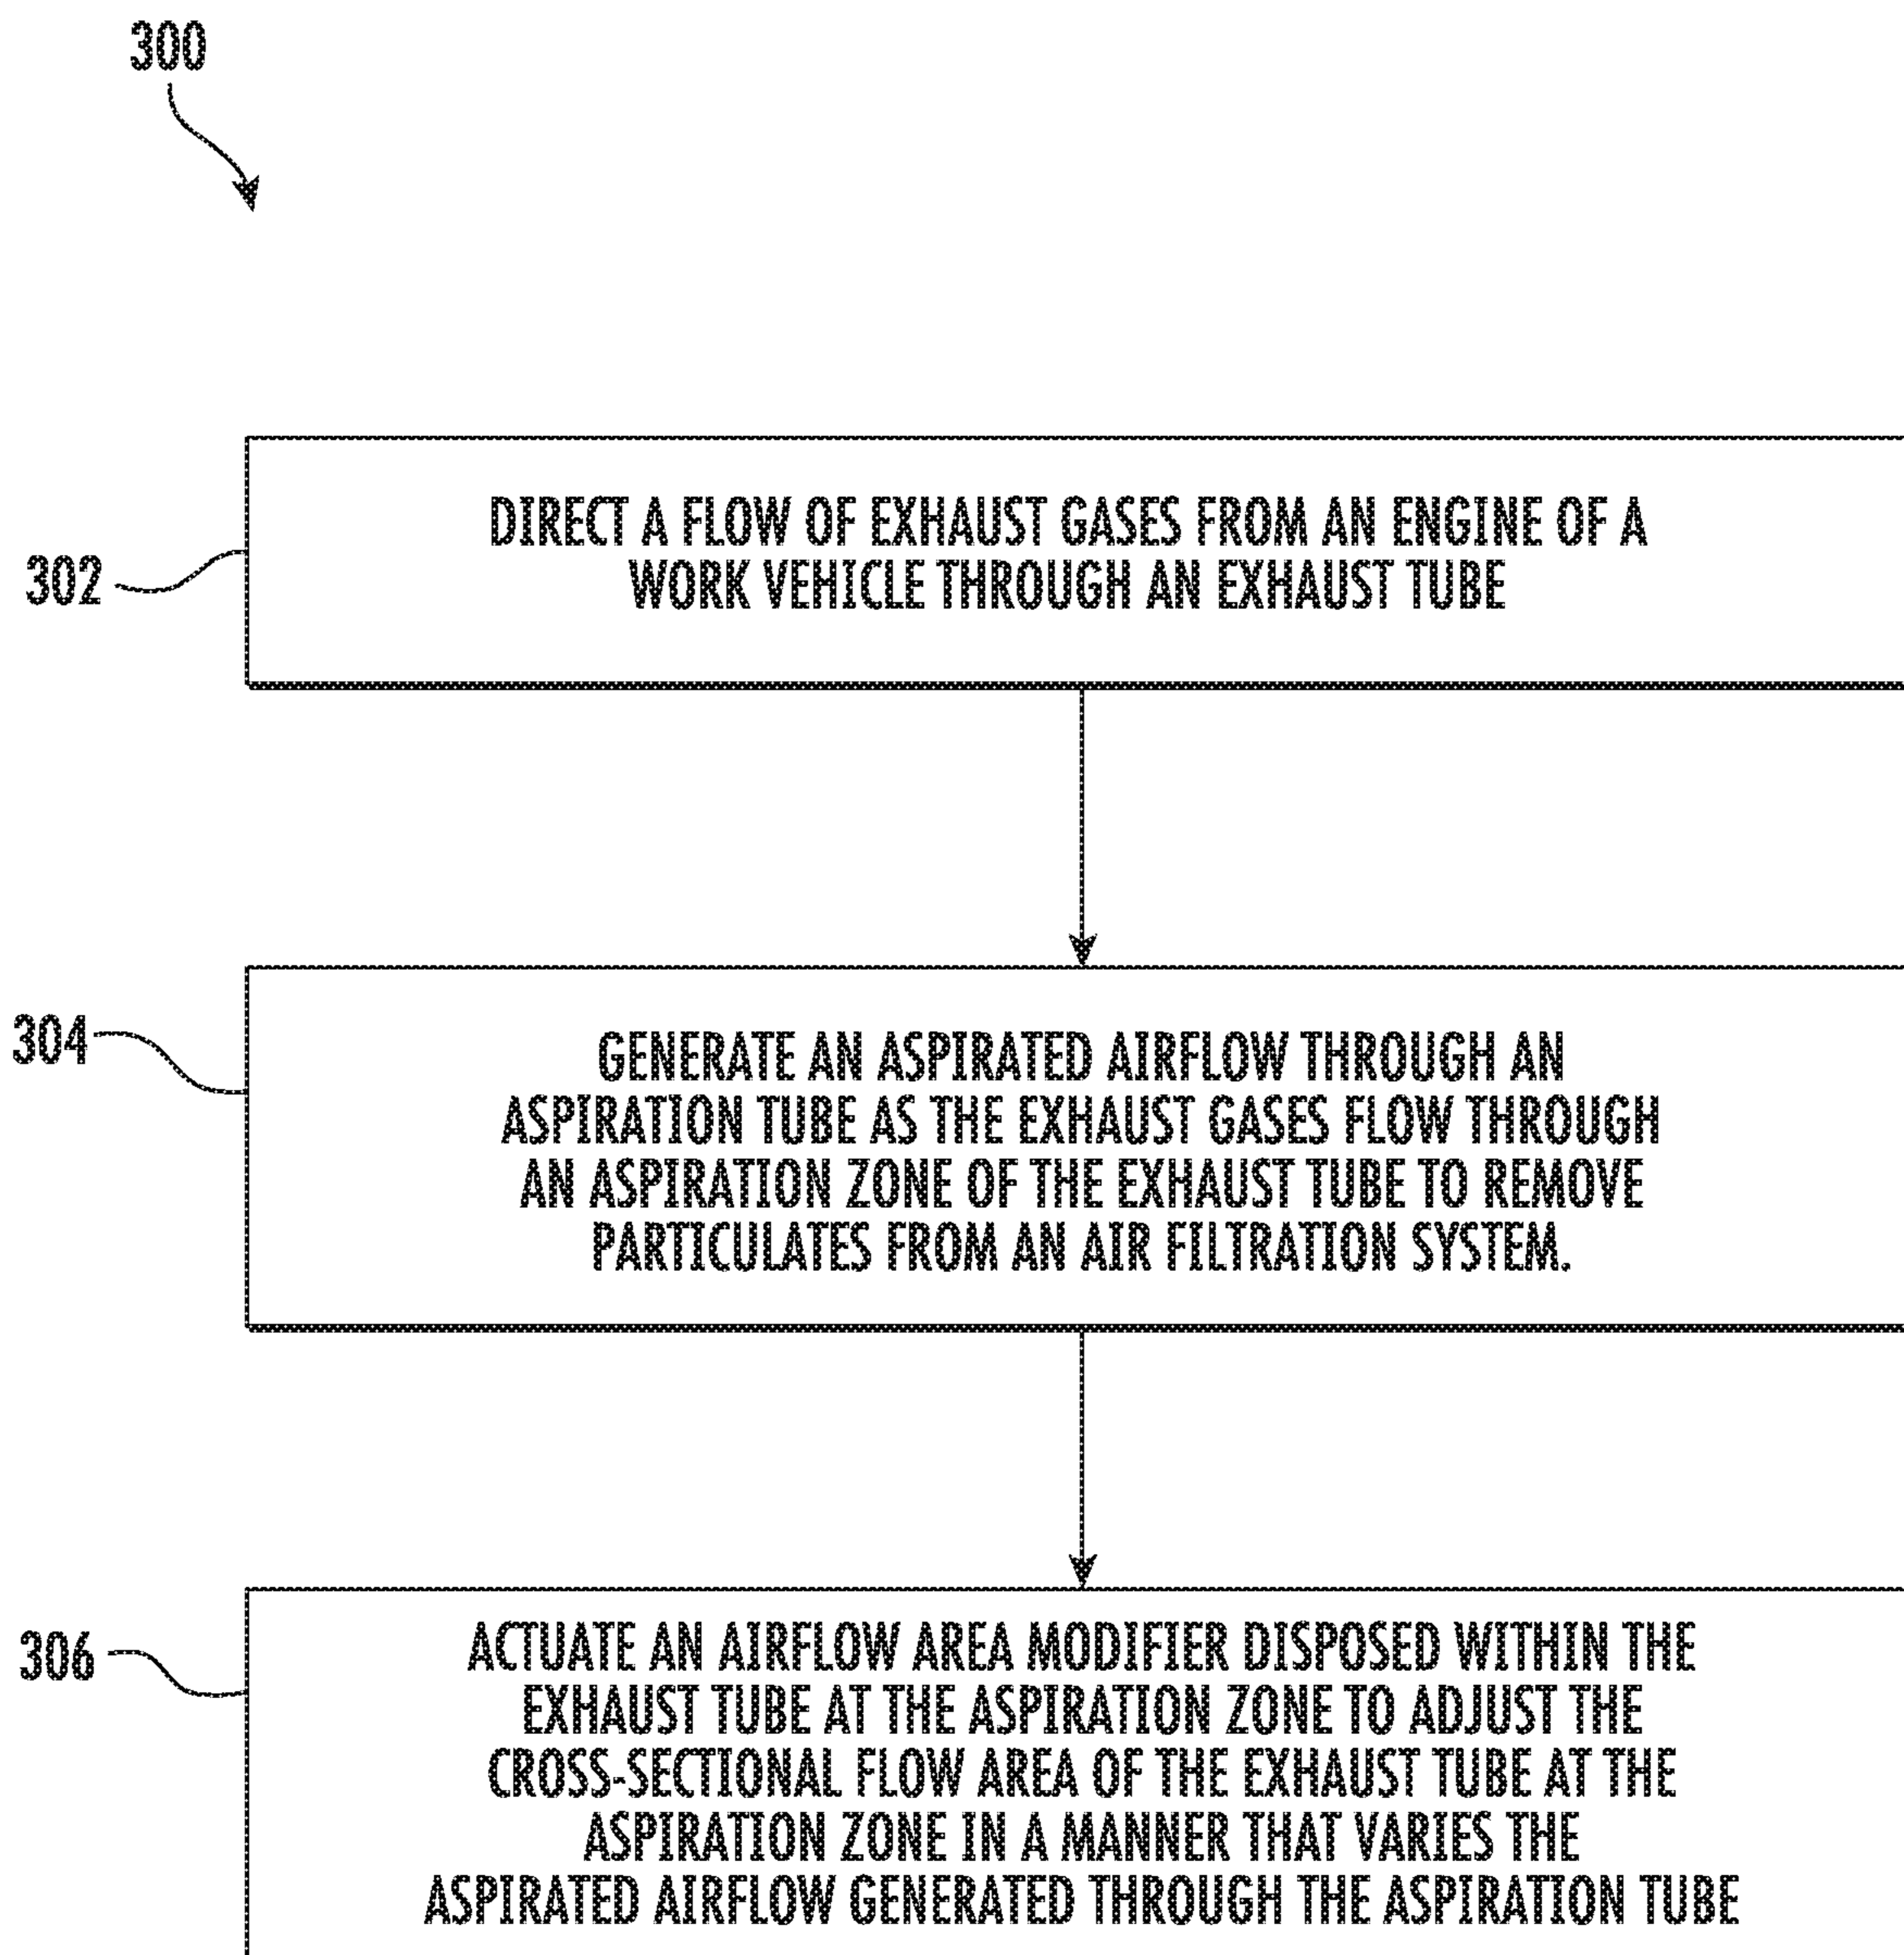 300
302
DIRECT A FLOW OF EXHAUST GASES FROM AN ENGINE OF A
WORK VEHICLE THROUGH AN EXHAUST TUBE
304
GENERATE AN ASPIRATED AIRFLOW THROUGH AN
ASPIRATION TUBE AS THE EXHAUST GASES FLOW THROUGH
AN ASPIRATION ZONE OF THE EXHAUST TUBE TO REMOVE
PARTICULATES FROM AN AIR FILTRATION SYSTEM.
306
ACTUATE AN AIRFLOW AREA MODIFIER DISPOSED WITHIN THE
EXHAUST TUBE AT THE ASPIRATION ZONE TO ADJUST THE
CROSS-SECTIONAL FLOW AREA OF THE EXHAUST TUBE AT THE
ASPIRATION ZONE IN A MANNER THAT VARIES THE
ASPIRATED AIRFLOW GENERATED THROUGH THE ASPIRATION TUBE